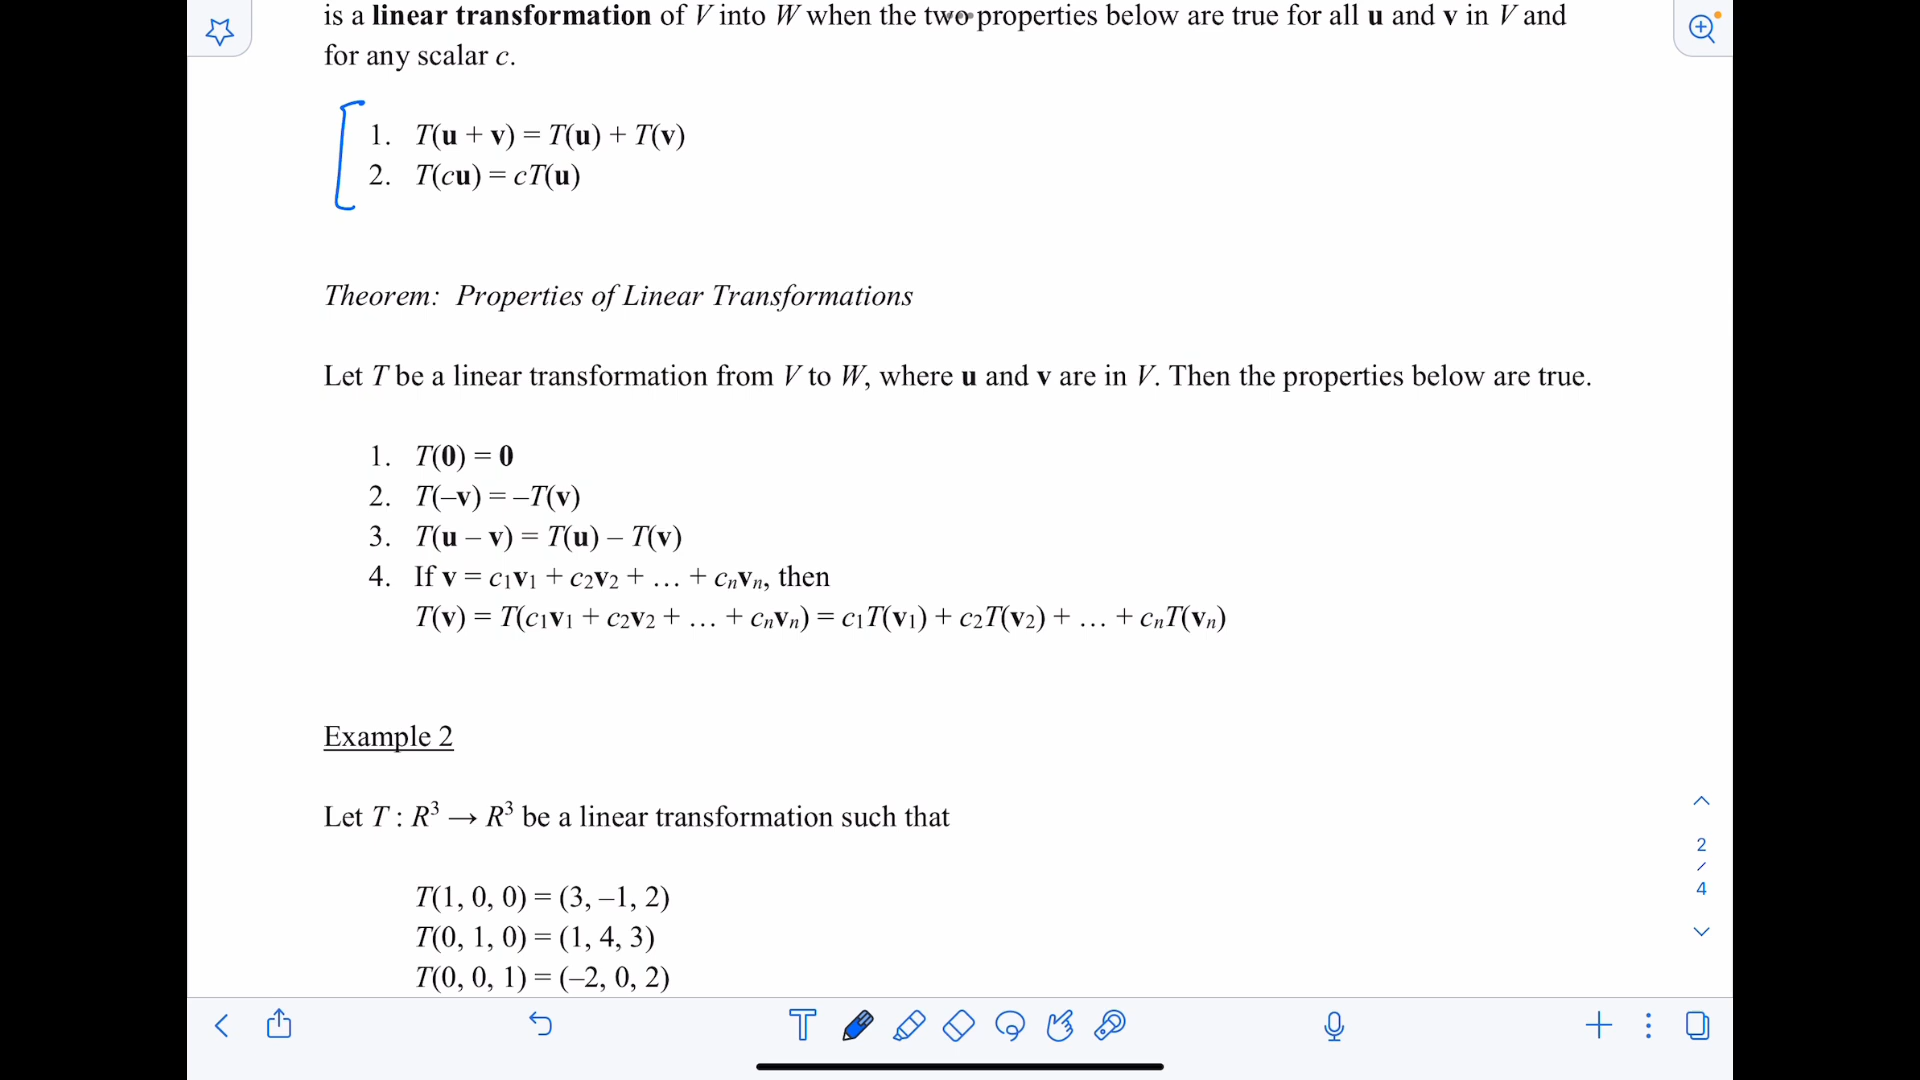 is a linear transformation of V into W when the two properties below are true for all u and v in V and
for any scalar c.
1. T(u + v) = T(u) + T(v)
2. T(cu) = cT(u)
Theorem: Properties of Linear Transformations
Let T be a linear transformation from V to W, where u and v are in V. Then the properties below are true.
1. T(0) = 0
2. T(–v) = –T(v)
3. T(u – v) = T(u) – T(v)
4. If v = c₁v₁ + c₂v₂ + … + cₙvₙ, then
T(v) = T(c₁v₁ + c₂v₂ + … + cₙvₙ) = c₁T(v₁) + c₂T(v₂) + … + cₙT(vₙ)
Example 2
Let T : R³ → R³ be a linear transformation such that
T(1, 0, 0) = (3, –1, 2)
T(0, 1, 0) = (1, 4, 3)
T(0, 0, 1) = (–2, 0, 2)
2
/
4
T